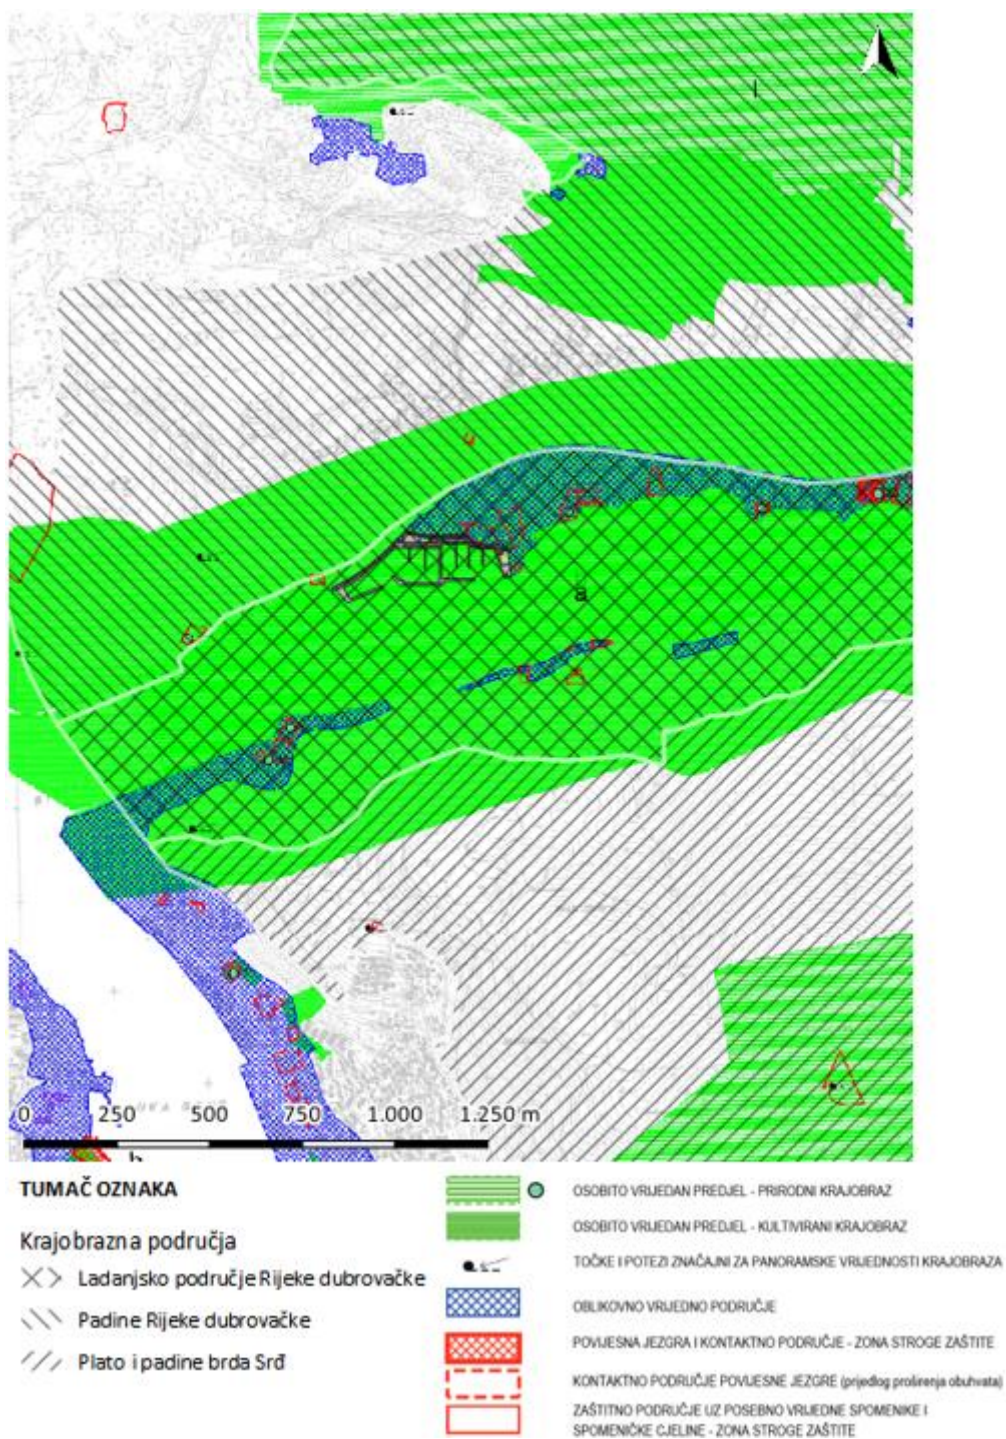 0 250 500 750 1.000 1.250 m
TUMAČ OZNAKA
Krajobrazna područja
Ladanjsko područje Rijeke dubrovačke
Padine Rijeke dubrovačke
Plato i padine brda Srđ
OSOBITO VRIJEDAN PREDJEL - PRIRODNI KRAJOBRAZ
OSOBITO VRIJEDAN PREDJEL - KULTIVIRANI KRAJOBRAZ
TOČKE I POTEZI ZNAČAJNI ZA PANORAMSKE VRIJEDNOSTI KRAJOBRAZA
OBLIKOVNO VRIJEDNO PODRUČJE
POVIJESNA JEZGRA I KONTAKTNO PODRUČJE - ZONA STROGE ZAŠTITE
KONTAKTNO PODRUČJE POVIJESNE JEZGRE (prijedlog proširenja obuhvata)
ZAŠTITNO PODRUČJE UZ POSEBNO VRIJEDNE SPOMENIKE I
SPOMENIČKE CJELINE - ZONA STROGE ZAŠTITE